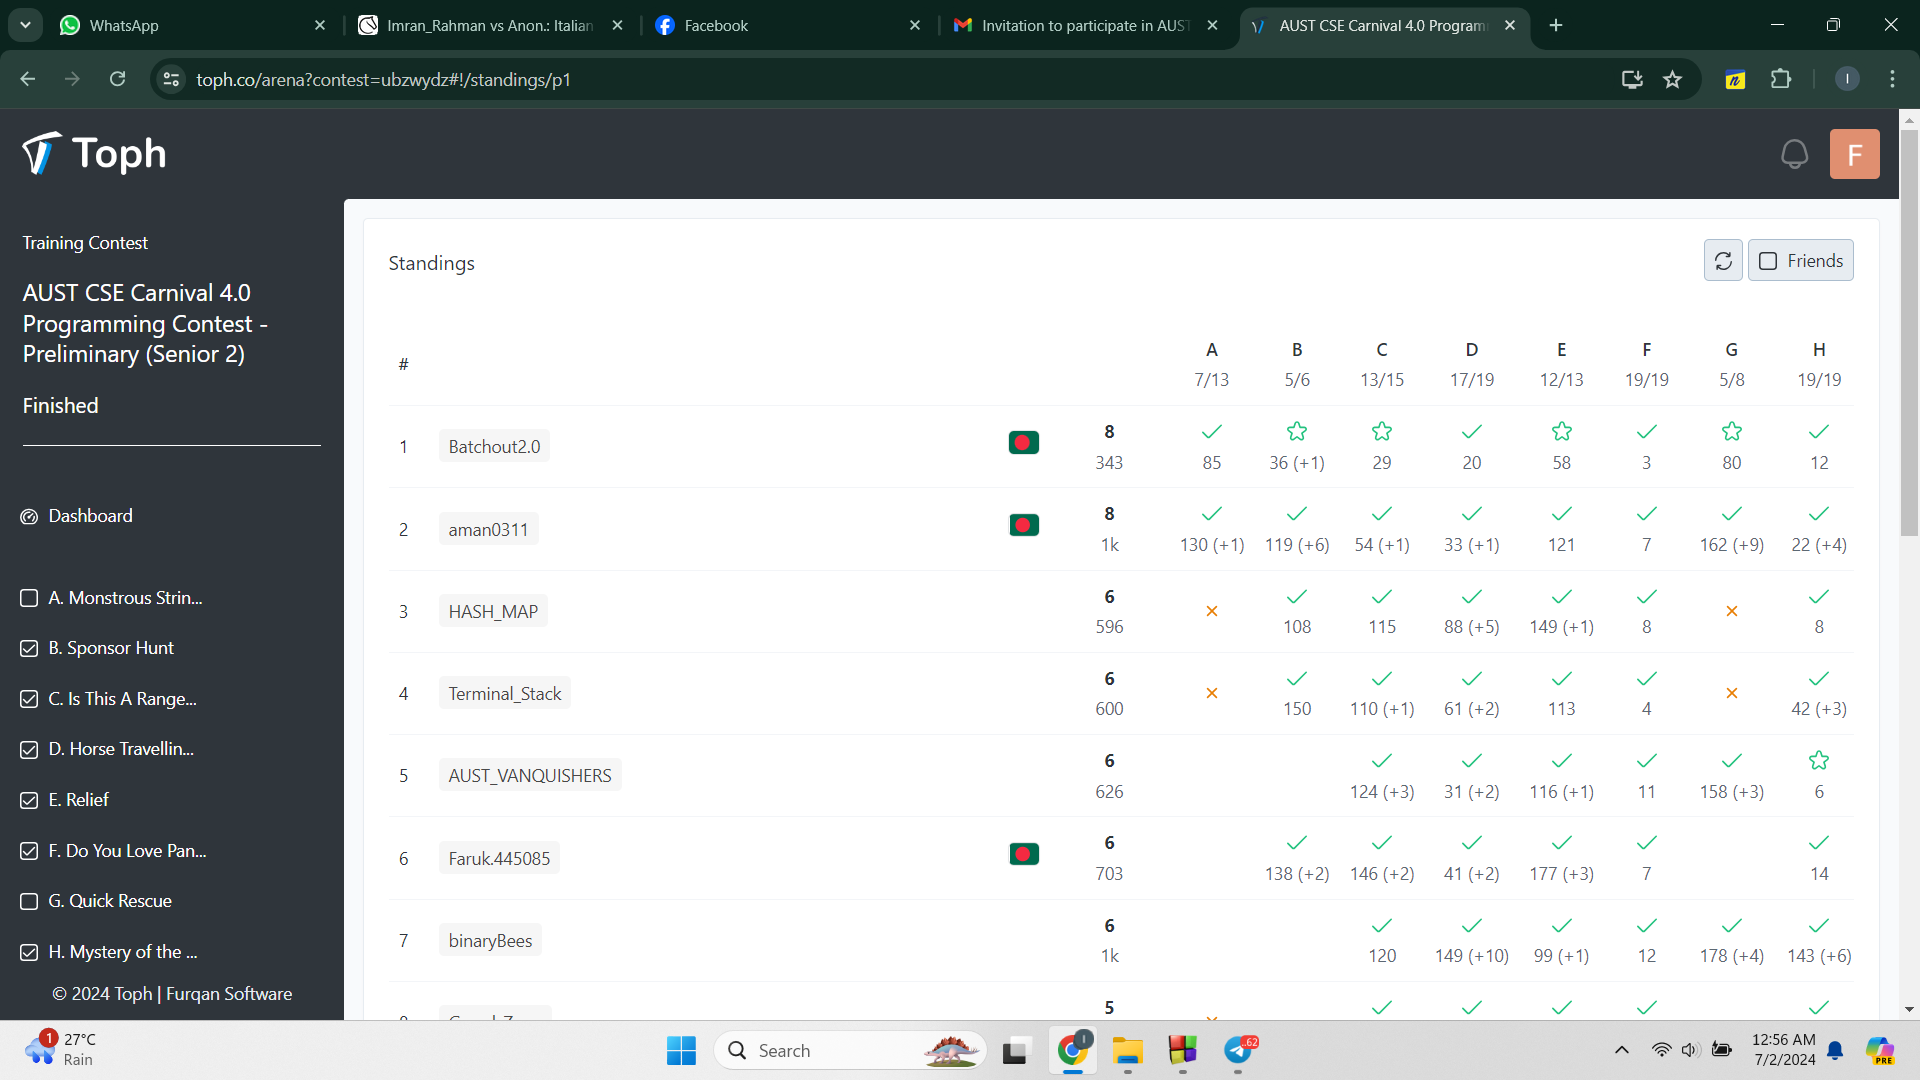 WhatsApp
Imran_Rahman vs Anon.: Italian
Facebook
Invitation to participate in AUST
AUST CSE Carnival 4.0 Programm
toph.co/arena?contest=ubzwydz#!/standings/p1
n
I
Toph
F
Training Contest
AUST CSE Carnival 4.0
Programming Contest -
Preliminary (Senior 2)
Finished
Dashboard
A. Monstrous Strin...
B. Sponsor Hunt
C. Is This A Range...
D. Horse Travellin...
E. Relief
F. Do You Love Pan...
G. Quick Rescue
H. Mystery of the ...
© 2024 Toph | Furqan Software
Standings
Friends
# A B C D E F G H
7/13 5/6 13/15 17/19 12/13 19/19 5/8 19/19
1 Batchout2.0 8
343 85 36 (+1) 29 20 58 3 80 12
2 aman0311 8
1k 130 (+1) 119 (+6) 54 (+1) 33 (+1) 121 7 162 (+9) 22 (+4)
3 HASH_MAP 6
596 108 115 88 (+5) 149 (+1) 8 8
4 Terminal_Stack 6
600 150 110 (+1) 61 (+2) 113 4 42 (+3)
5 AUST_VANQUISHERS 6
626 124 (+3) 31 (+2) 116 (+1) 11 158 (+3) 6
6 Faruk.445085 6
703 138 (+2) 146 (+2) 41 (+2) 177 (+3) 7 14
7 binaryBees 6
1k 120 149 (+10) 99 (+1) 12 178 (+4) 143 (+6)
5
1
27°C
Rain
Search
I
62
12:56 AM
7/2/2024
PRE